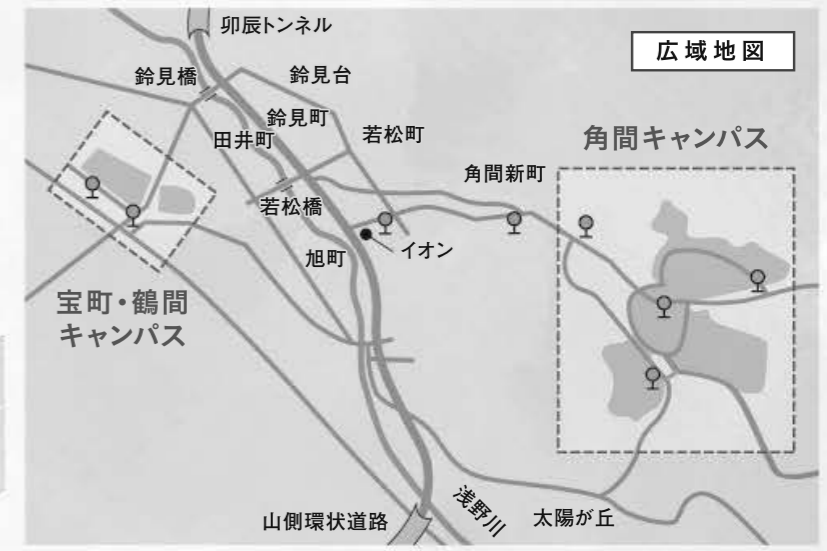 卯辰トンネル
広域地図
鈴見橋
鈴見台
鈴見町
田井町
若松町
角間キャンパス
角間新町
若松橋
旭町
イオン
宝町・鶴間
キャンパス
山側環状道路
浅野川
太陽が丘